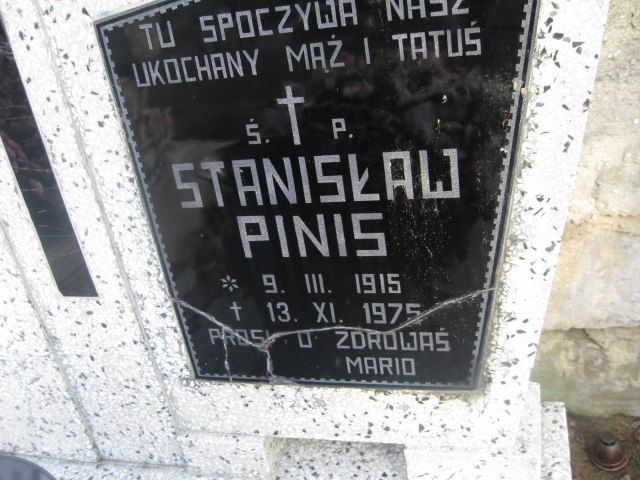 TU SPOCZYWA NASZ
UKOCHANY MĄŻ I TATUŚ
Ś. P.
STANISŁAW
PINIS
* 9. III. 1915
† 13. XI. 1975
PROSI O ZDROWAŚ
MARIO